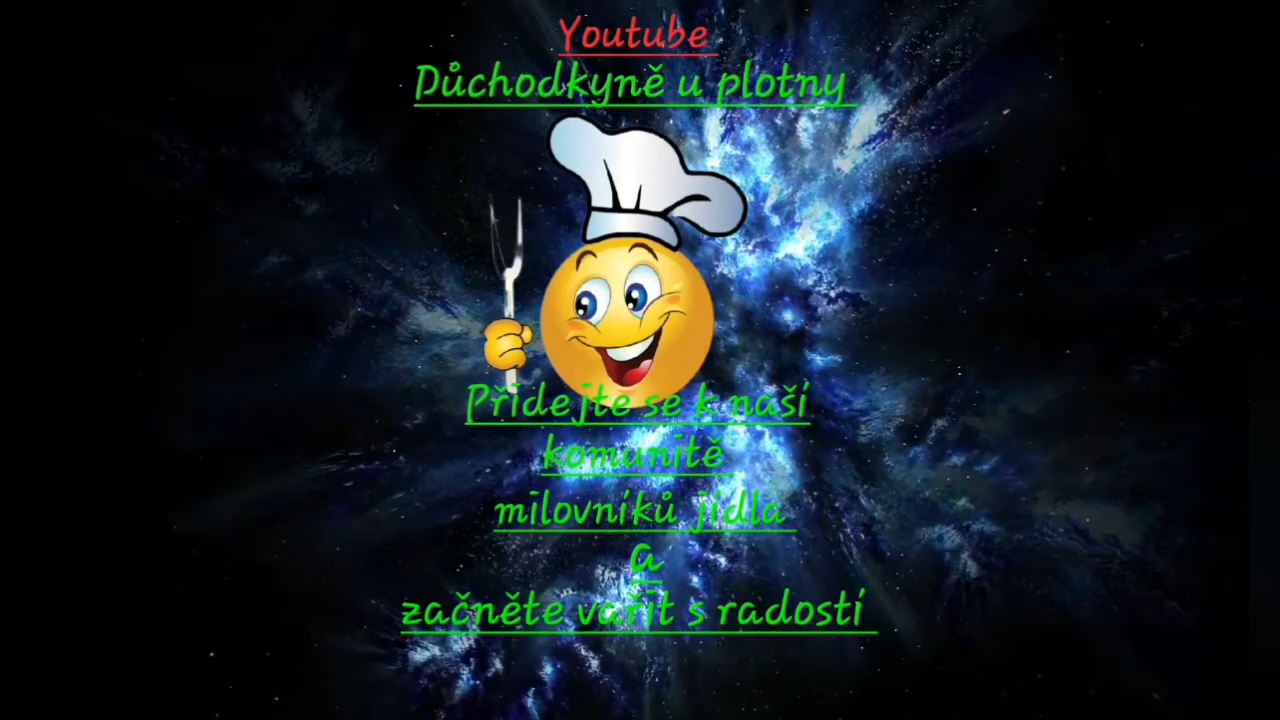 Youtube
Důchodkyně u plotny
Přidejte se k naší
komunitě
milovníků jídla
a
začněte vařit s radostí